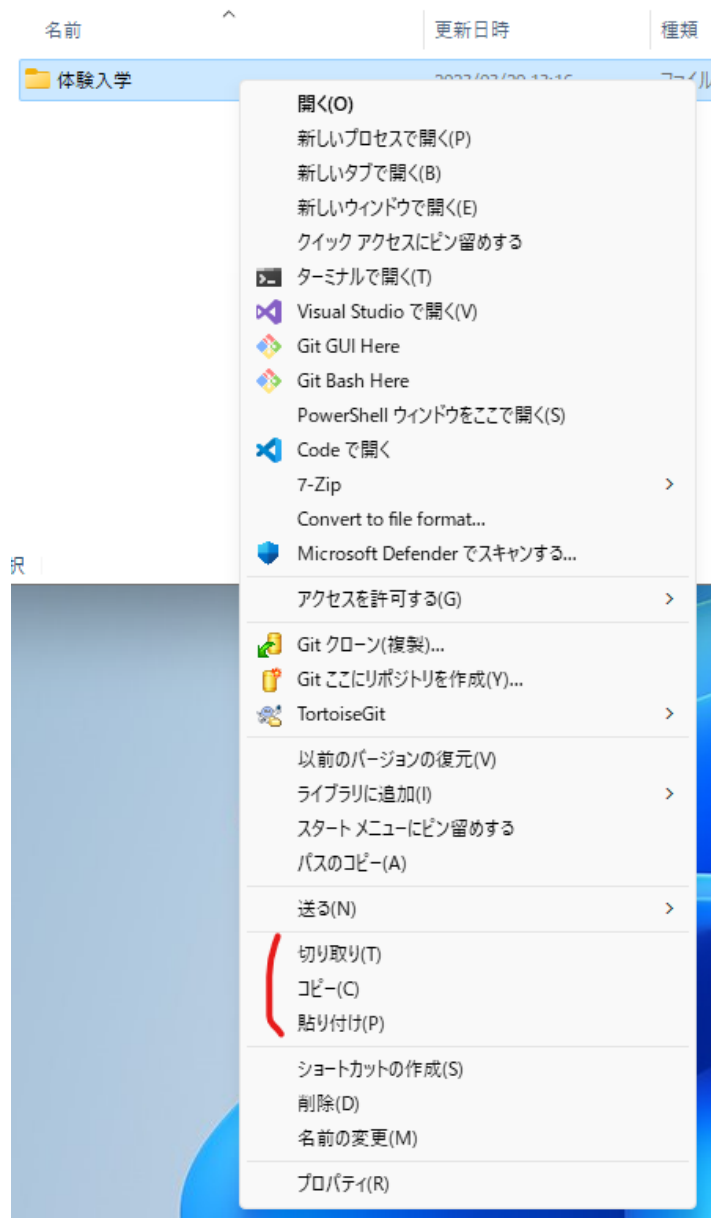 名前
更新日時
種類
体験入学
開く(O)
新しいプロセスで開く(P)
新しいタブで開く(B)
新しいウィンドウで開く(E)
クイック アクセスにピン留めする
ターミナルで開く(T)
Visual Studio で開く(V)
Git GUI Here
Git Bash Here
PowerShell ウィンドウをここで開く(S)
Code で開く
7-Zip
Convert to file format...
択
Microsoft Defender でスキャンする...
アクセスを許可する(G)
Git クローン(複製)...
Git ここにリポジトリを作成(Y)...
TortoiseGit
以前のバージョンの復元(V)
ライブラリに追加(I)
スタート メニューにピン留めする
パスのコピー(A)
送る(N)
切り取り(T)
コピー(C)
貼り付け(P)
ショートカットの作成(S)
削除(D)
名前の変更(M)
プロパティ(R)